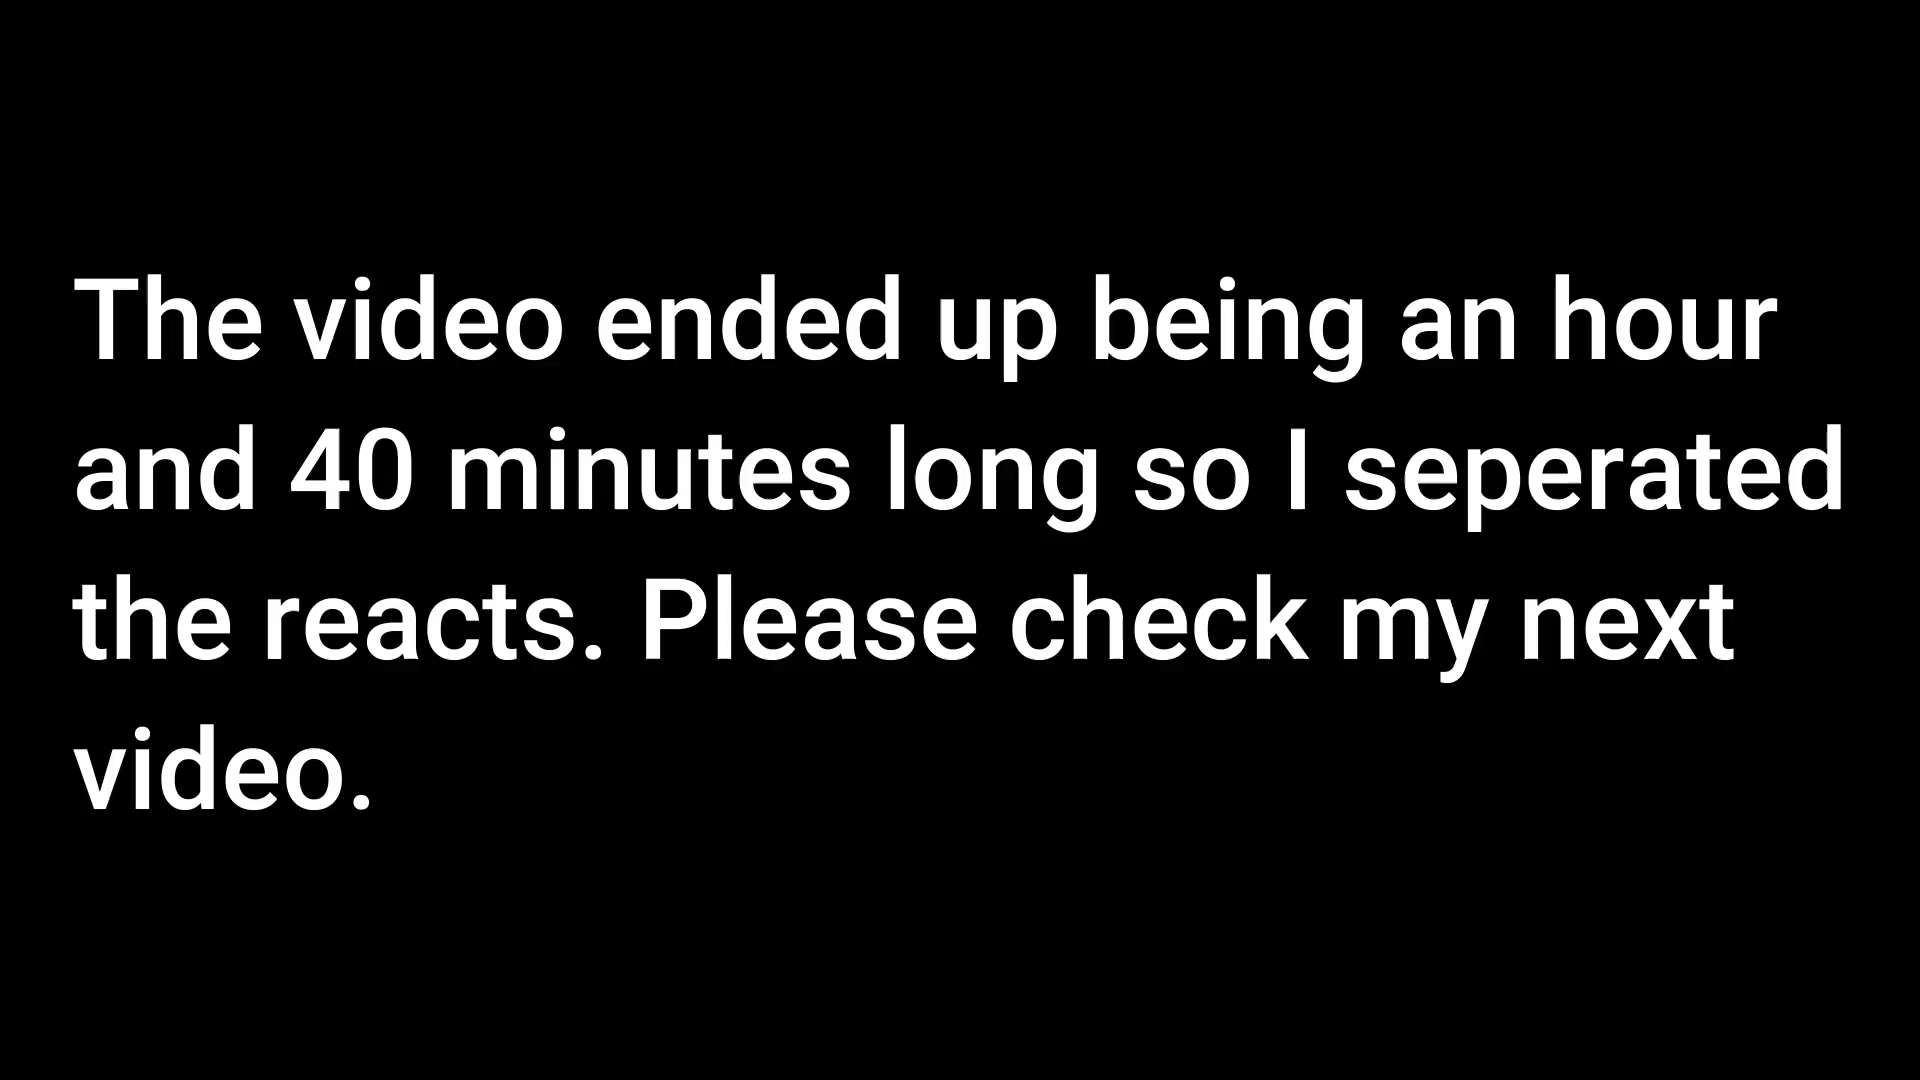 The video ended up being an hour
and 40 minutes long so I seperated
the reacts. Please check my next
video.